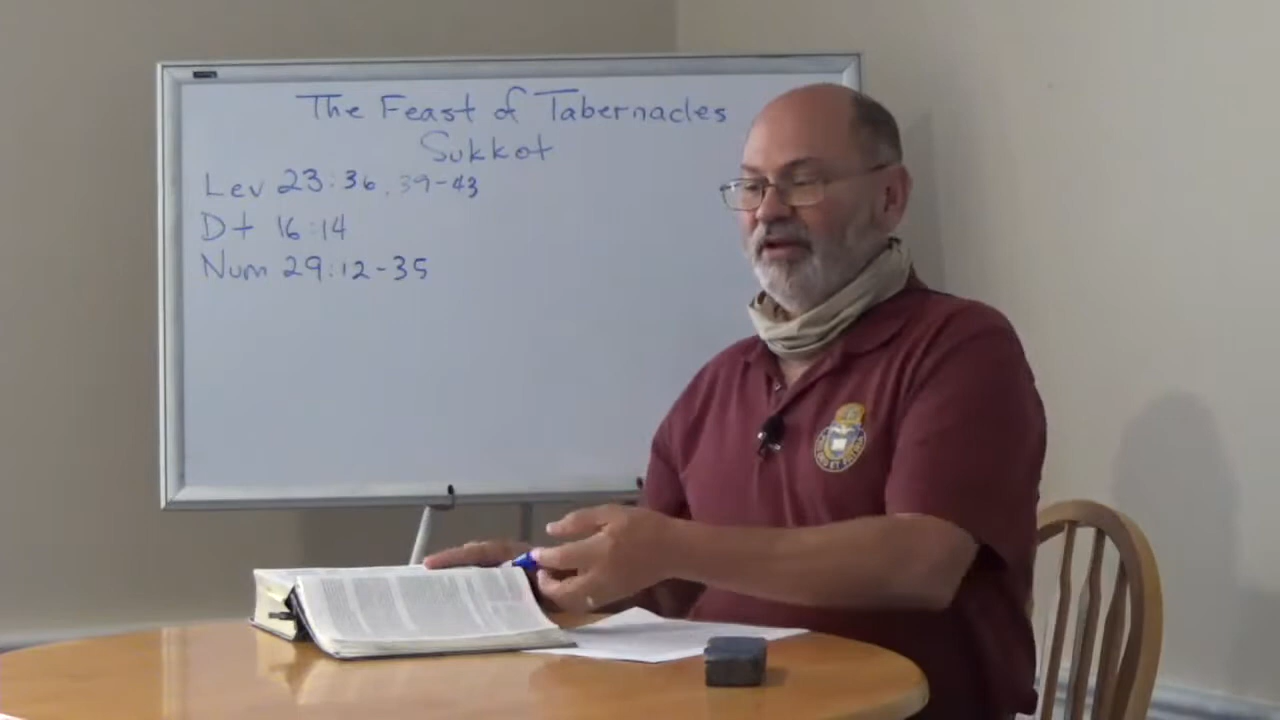 The Feast of Tabernacles
Sukkot
Lev 23:36, 39-43
Dt 16:14
Num 29:12-35